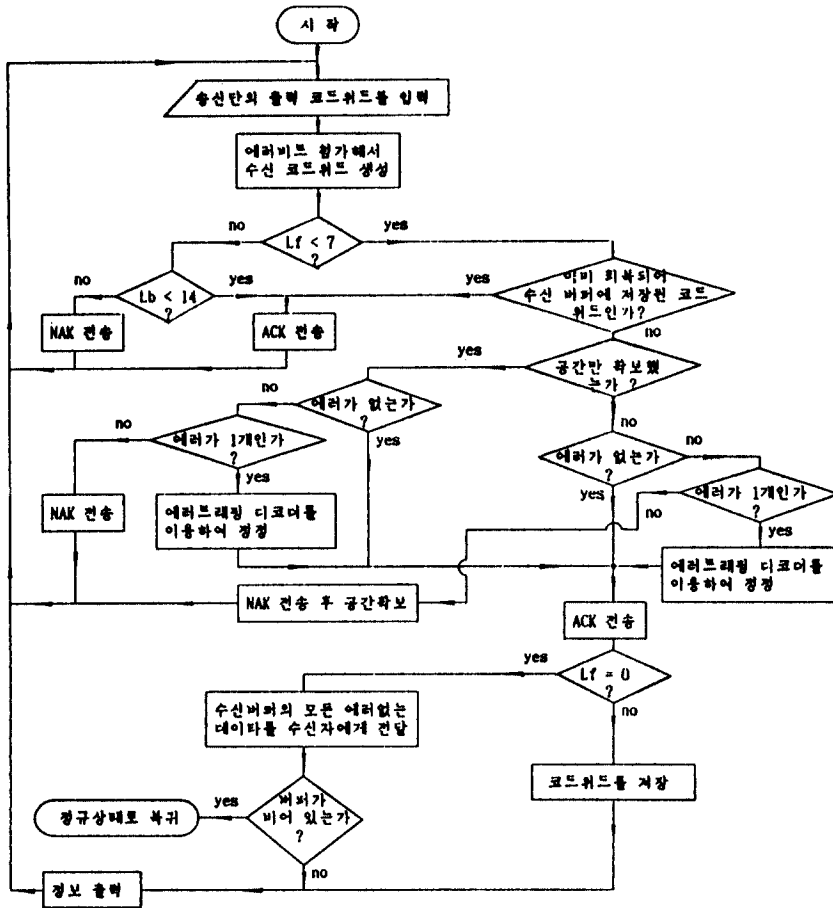 시 작
송신단의 출력 코드워드를 입력
에러비트 첨가해서
수신 코드워드 생성
no
yes
Lf < 7
?
no
yes
Lb < 14
?
yes
이미 회복되어
수신 버퍼에 저장된 코드
워드인가?
NAK 전송
ACK 전송
no
yes
공간만 확보했
는가 ?
no
에러가 없는가
?
no
yes
에러가 1개인가
?
no
yes
에러가 없는가
?
no
yes
에러가 1개인가
?
no
yes
NAK 전송
에러트래핑 디코더를
이용하여 정정
에러트래핑 디코더를
이용하여 정정
NAK 전송 후 공간확보
ACK 전송
yes
Lf = 0
?
no
수신버퍼의 모든 에러없는
데이타를 수신자에게 전달
코드워드를 저장
버퍼가
비어 있는가
?
yes
정규상태로 복귀
no
정보 출력